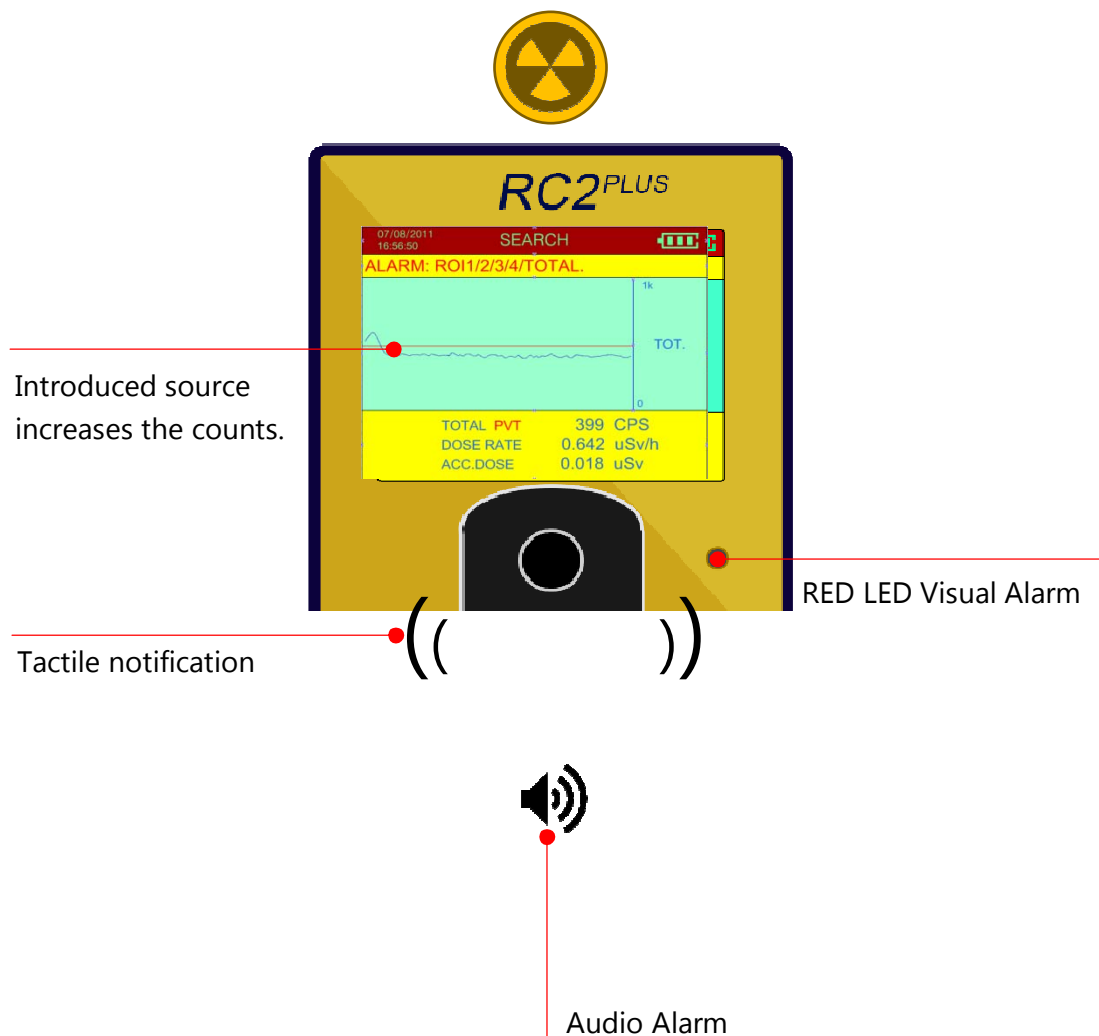 RC2PLUS
07/08/2011
16:56:50
SEARCH
ALARM: ROI1/2/3/4/TOTAL.
1k
TOT.
0
TOTAL PVT 399 CPS
DOSE RATE 0.642 uSv/h
ACC.DOSE 0.018 uSv
Introduced source
increases the counts.
RED LED Visual Alarm
Tactile notification
Audio Alarm